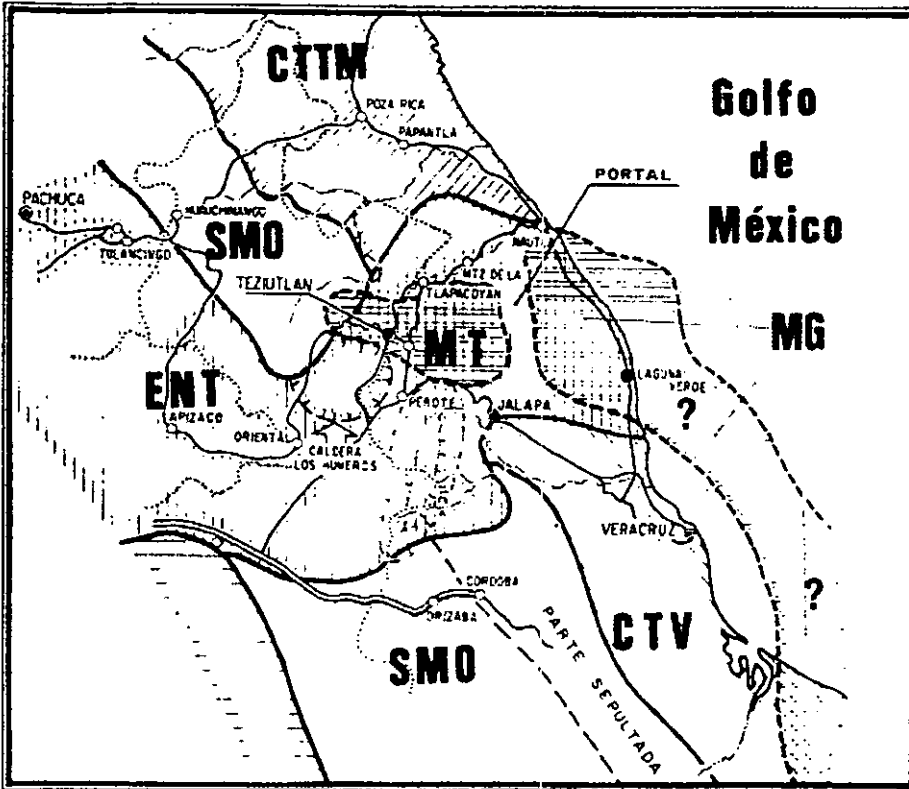 CTTM
Golfo
de
México
POZA RICA
PAPANTLA
PORTAL
PACHUCA
HUAUCHINANGO
SMO
TULANCINGO
TEZIUTLAN
MTZ DE LA
TLAPACOYAN
MT
MG
ENT
LAGUNA
VERDE
?
APIZACO
ORIENTAL
PEROTE
JALAPA
CALDERA
LOS HUMEROS
VERACRUZ
CORDOBA
ORIZABA
SMO
PARTE SEPULTADA
CTV
?